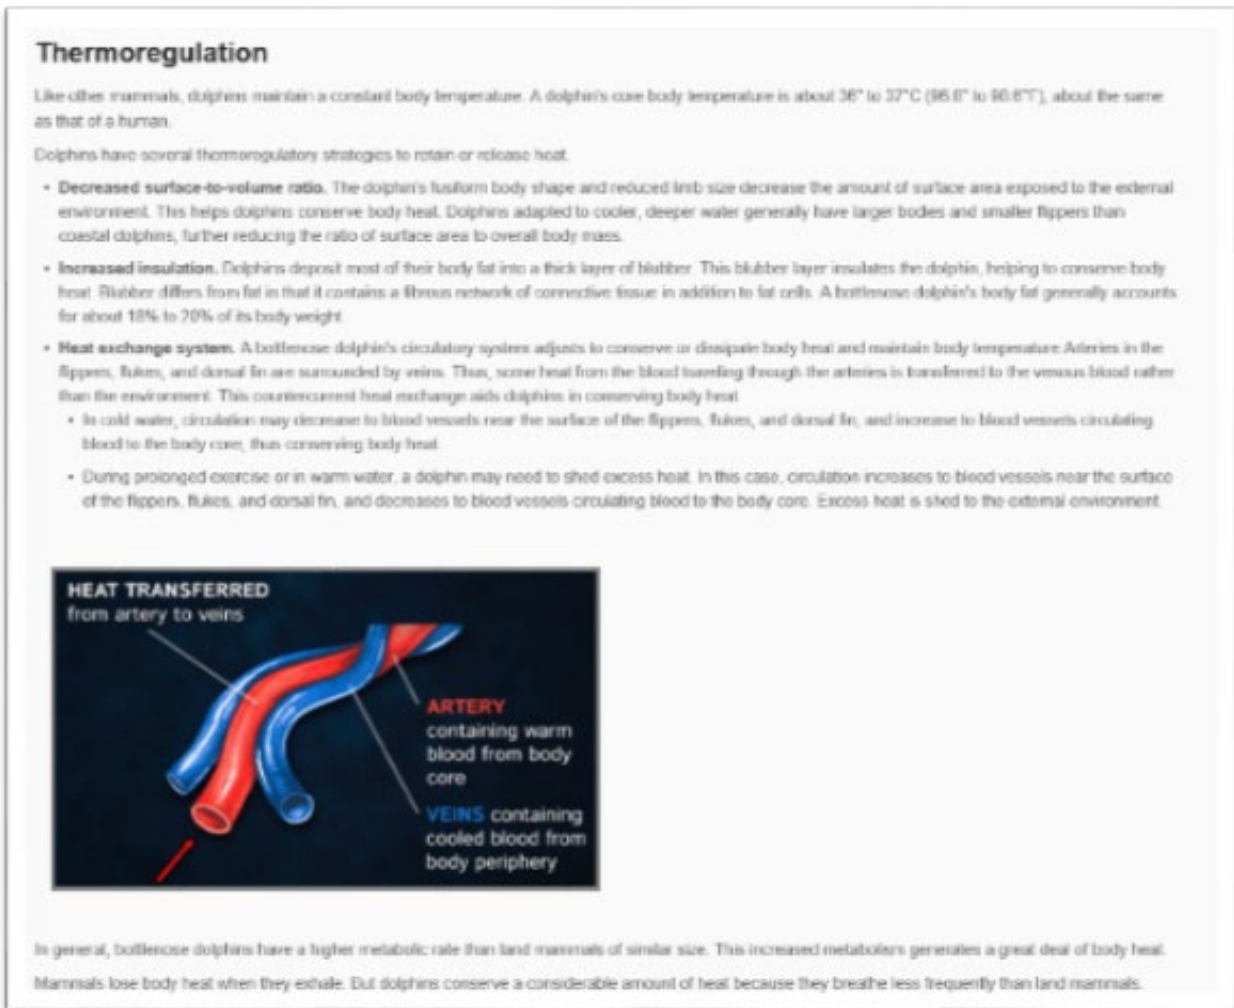 Thermoregulation
Like other mammals, dolphins maintain a constant body temperature. A dolphin's core body temperature is about 36° to 37°C (96.8° to 98.6°F), about the same
as that of a human.
Dolphins have several thermoregulatory strategies to retain or release heat.
• Decreased surface-to-volume ratio. The dolphin's fusiform body shape and reduced limb size decrease the amount of surface area exposed to the external
environment. This helps dolphins conserve body heat. Dolphins adapted to cooler, deeper water generally have larger bodies and smaller flippers than
coastal dolphins, further reducing the ratio of surface area to overall body mass.
• Increased insulation. Dolphins deposit most of their body fat into a thick layer of blubber. This blubber layer insulates the dolphin, helping to conserve body
heat. Blubber differs from fat in that it contains a fibrous network of connective tissue in addition to fat cells. A bottlenose dolphin's body fat generally accounts
for about 18% to 20% of its body weight.
• Heat exchange system. A bottlenose dolphin's circulatory system adjusts to conserve or dissipate body heat and maintain body temperature.Arteries in the
flippers, flukes, and dorsal fin are surrounded by veins. Thus, some heat from the blood traveling through the arteries is transferred to the venous blood rather
than the environment. This countercurrent heat exchange aids dolphins in conserving body heat.
• In cold water, circulation may decrease to blood vessels near the surface of the flippers, flukes, and dorsal fin, and increase to blood vessels circulating
blood to the body core, thus conserving body heat.
• During prolonged exercise or in warm water, a dolphin may need to shed excess heat. In this case, circulation increases to blood vessels near the surface
of the flippers, flukes, and dorsal fin, and decreases to blood vessels circulating blood to the body core. Excess heat is shed to the external environment.
HEAT TRANSFERRED
from artery to veins
ARTERY
containing warm
blood from body
core
VEINS containing
cooled blood from
body periphery
In general, bottlenose dolphins have a higher metabolic rate than land mammals of similar size. This increased metabolism generates a great deal of body heat.
Mammals lose body heat when they exhale. But dolphins conserve a considerable amount of heat because they breathe less frequently than land mammals.